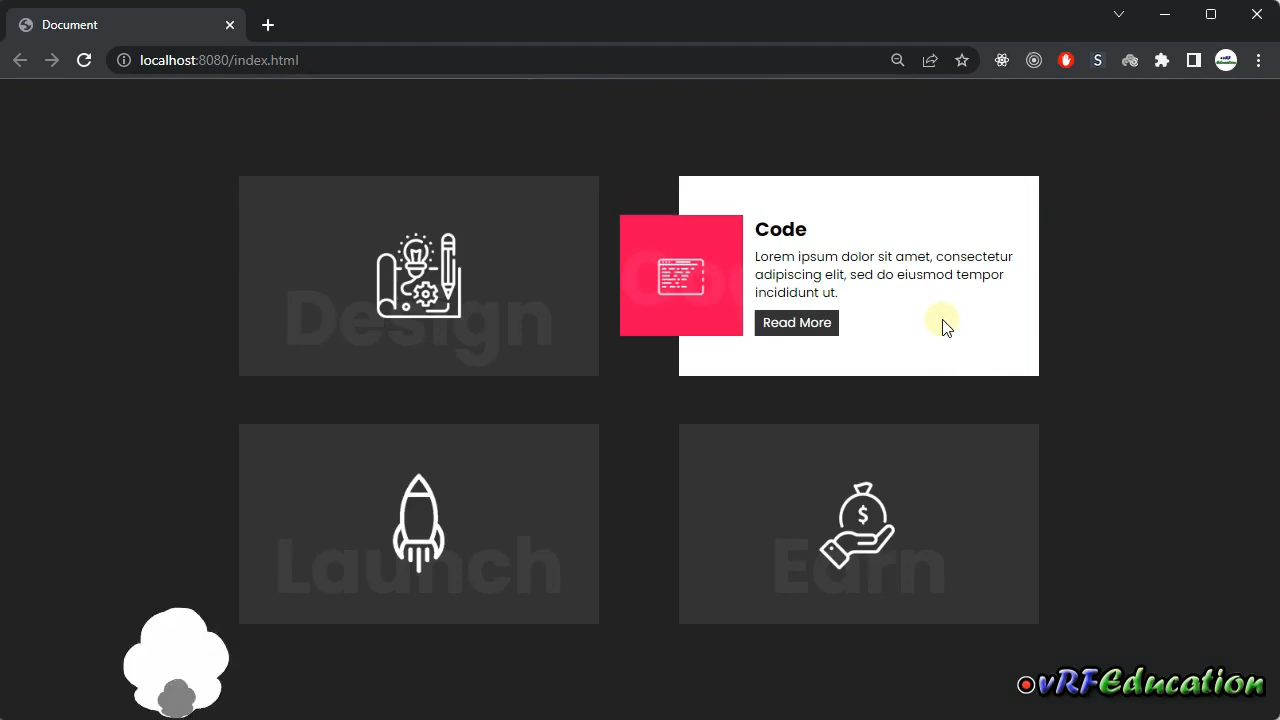 Document
localhost:8080/index.html
S
Design
Code
Lorem ipsum dolor sit amet, consectetur
adipiscing elit, sed do eiusmod tempor
incididunt ut.
Read More
Launch
$
Earn
vRFEducation